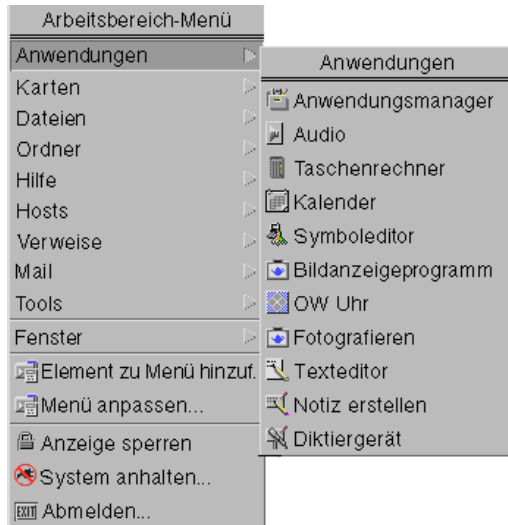 Arbeitsbereich-Menü
Anwendungen
Karten
Dateien
Ordner
Hilfe
Hosts
Verweise
Mail
Tools
Fenster
Element zu Menü hinzuf.
Menü anpassen...
Anzeige sperren
System anhalten...
EXIT Abmelden...
Anwendungen
Anwendungsmanager
Audio
Taschenrechner
Kalender
Symboleditor
Bildanzeigeprogramm
OW Uhr
Fotografieren
Texteditor
Notiz erstellen
Diktiergerät